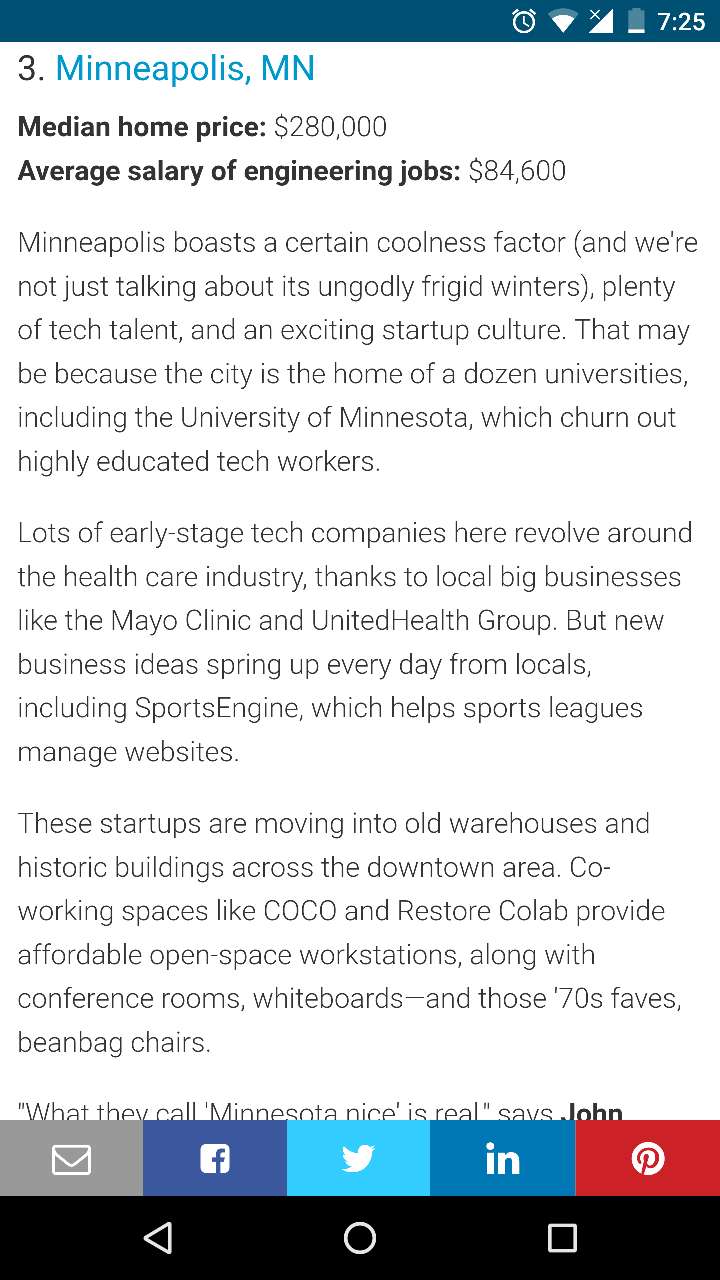 7:25
3. Minneapolis, MN
Median home price: $280,000
Average salary of engineering jobs: $84,600
Minneapolis boasts a certain coolness factor (and we're
not just talking about its ungodly frigid winters), plenty
of tech talent, and an exciting startup culture. That may
be because the city is the home of a dozen universities,
including the University of Minnesota, which churn out
highly educated tech workers.
Lots of early-stage tech companies here revolve around
the health care industry, thanks to local big businesses
like the Mayo Clinic and UnitedHealth Group. But new
business ideas spring up every day from locals,
including SportsEngine, which helps sports leagues
manage websites.
These startups are moving into old warehouses and
historic buildings across the downtown area. Co-
working spaces like COCO and Restore Colab provide
affordable open-space workstations, along with
conference rooms, whiteboards—and those '70s faves,
beanbag chairs.
"What they call 'Minnesota nice' is real," says John